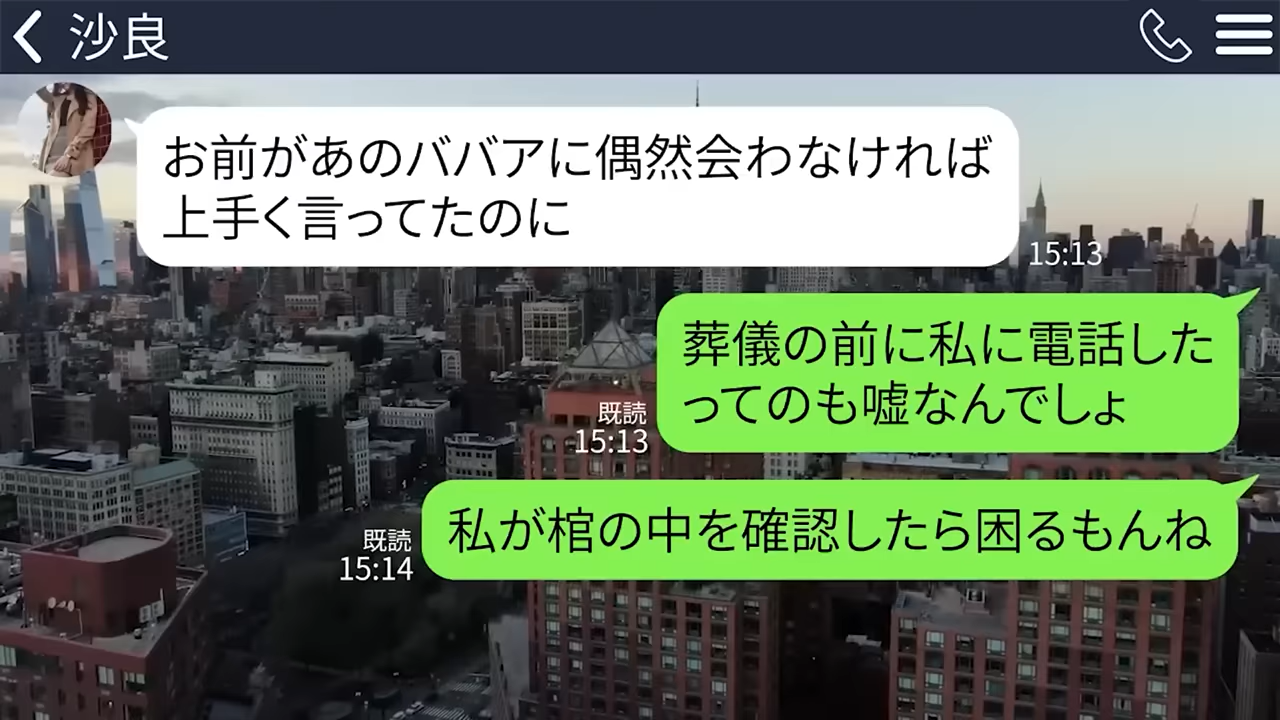 沙良
お前があのババアに偶然会わなければ
上手く言ってたのに
15:13
葬儀の前に私に電話した
ってのも嘘なんでしょ
既読
15:13
私が棺の中を確認したら困るもんね
既読
15:14